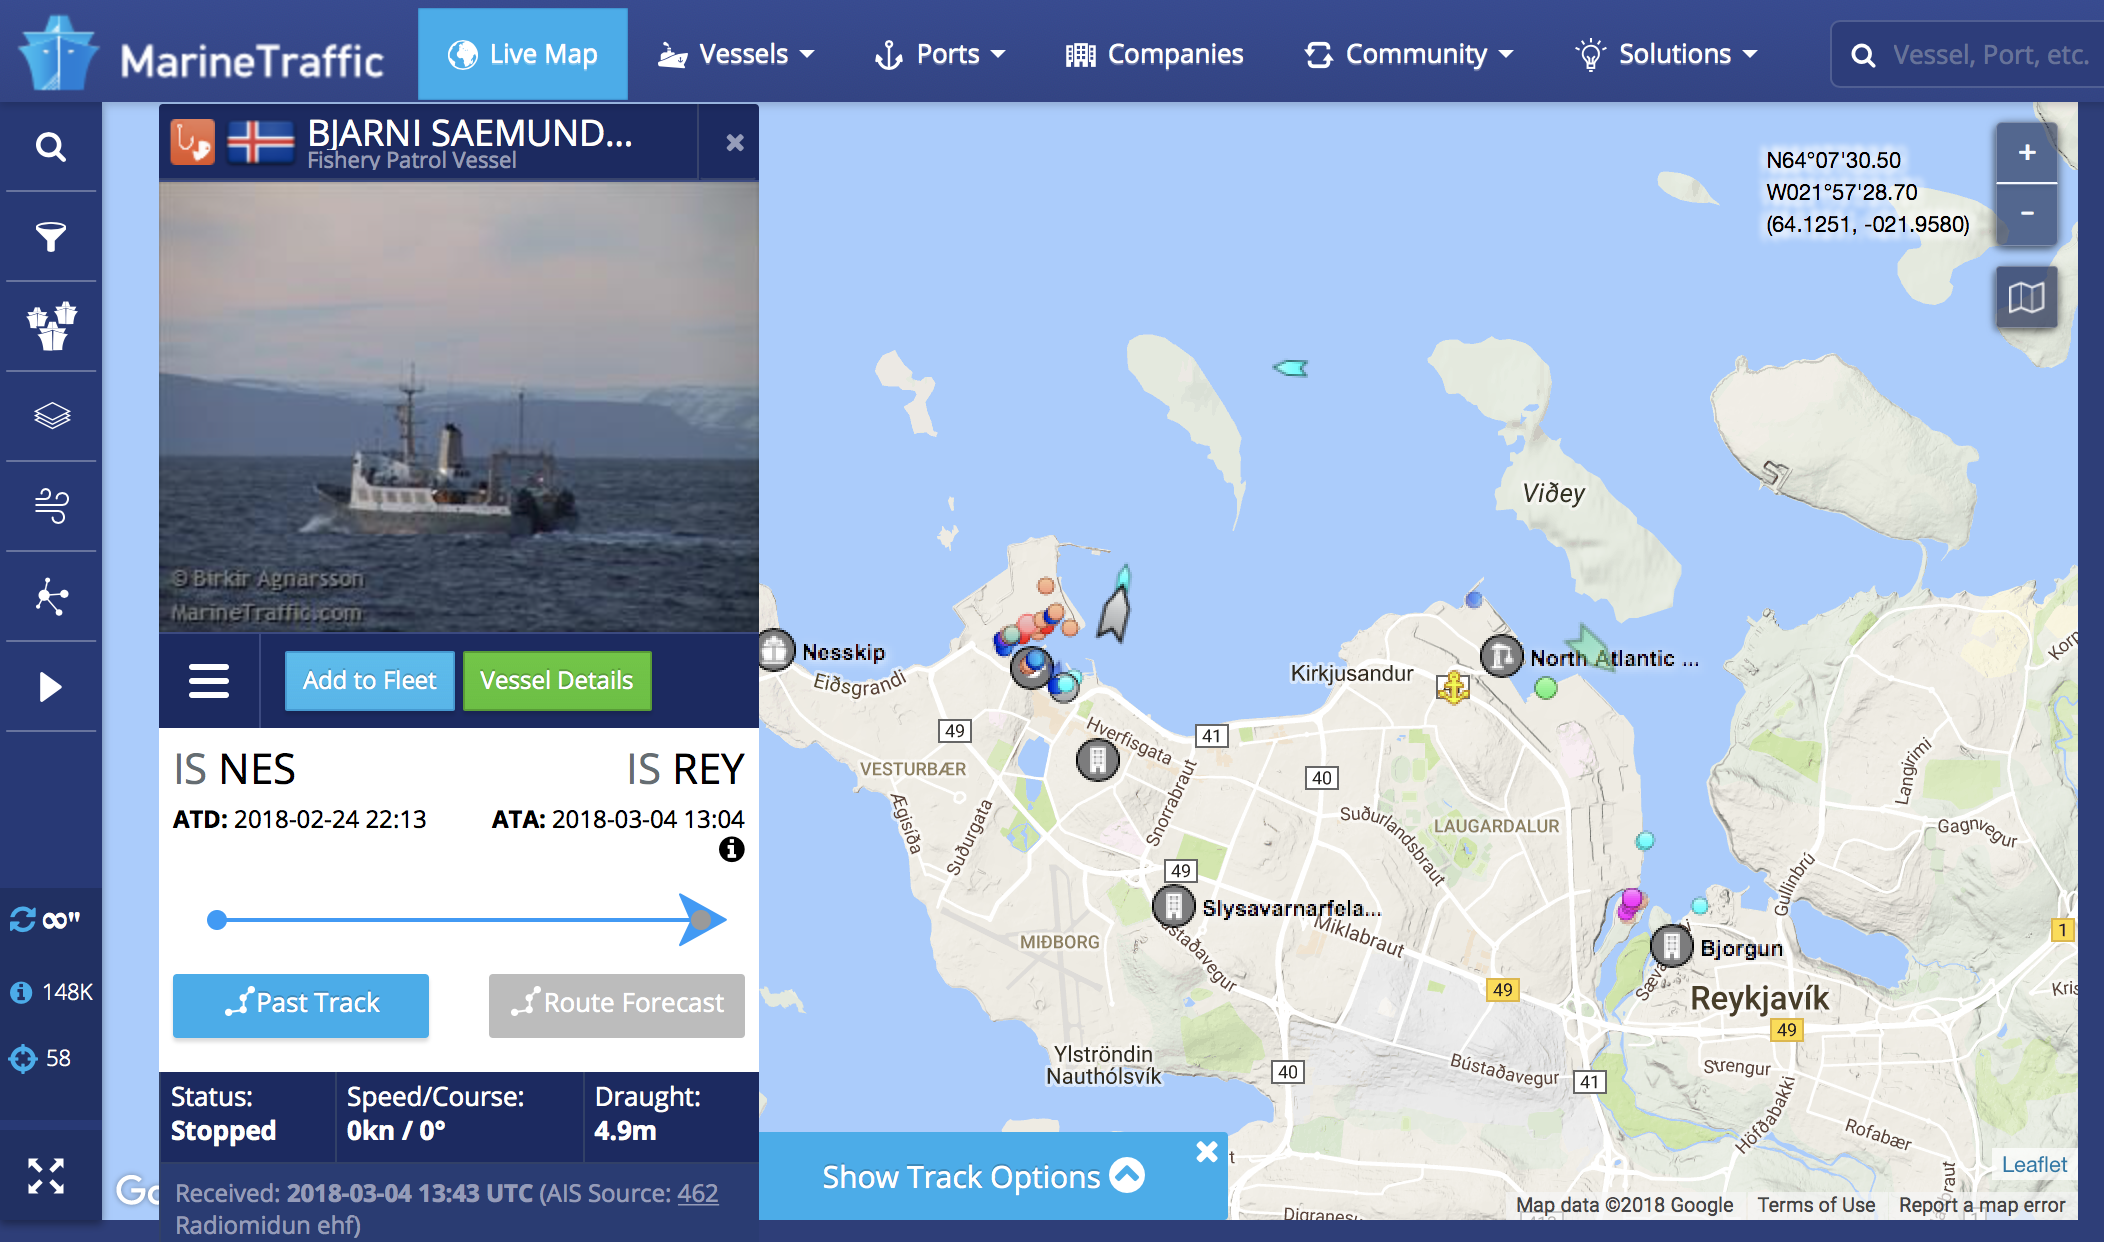 MarineTraffic
Live Map
Vessels
Ports
Companies
Community
Solutions
Vessel, Port, etc.
BJARNI SAEMUND...
Fishery Patrol Vessel
N64°07'30.50
W021°57'28.70
(64.1251, -021.9580)
+
-
© Birkir Agnarsson
MarineTraffic.com
Add to Fleet
Vessel Details
IS NES
IS REY
ATD: 2018-02-24 22:13
ATA: 2018-03-04 13:04
Past Track
Route Forecast
Status:
Stopped
Speed/Course:
0kn / 0°
Draught:
4.9m
Received: 2018-03-04 13:43 UTC (AIS Source: 462
Radiomidun ehf)
∞"
148K
58
Viðey
Nesskip
Eiðsgrandi
Kirkjusandur
North Atlantic ...
49
Hverfisgata
41
VESTURBÆR
40
Ægisíða
Suðurgata
Snorrabraut
Suðurlandsbraut
LAUGARDALUR
Langirimi
Gagnvegur
Gullinbrú
49
Slysavarnarfela...
Miklabraut
MIÐBORG
staðavegur
Bjorgun
Sæva
Reykjavík
1
49
49
Strengur
Ylströndin
Nauthólsvík
40
Bústaðavegur
41
Höfðabakki
Rofabær
Show Track Options
Leaflet
Map data ©2018 Google
Terms of Use
Report a map error